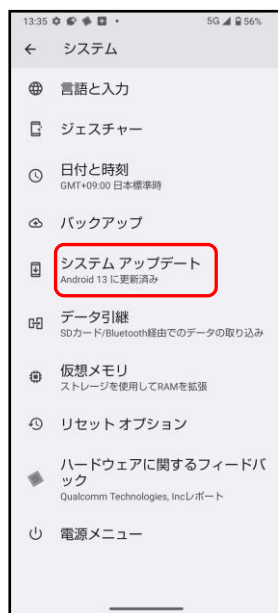 13:35 5G 56%
システム
言語と入力
ジェスチャー
日付と時刻
GMT+09:00 日本標準時
バックアップ
システム アップデート
Android 13 に更新済み
データ引継
SDカード/Bluetooth経由でのデータの取り込み
仮想メモリ
ストレージを使用してRAMを拡張
リセット オプション
ハードウェアに関するフィードバ
ック
Qualcomm Technologies, Incレポート
電源メニュー